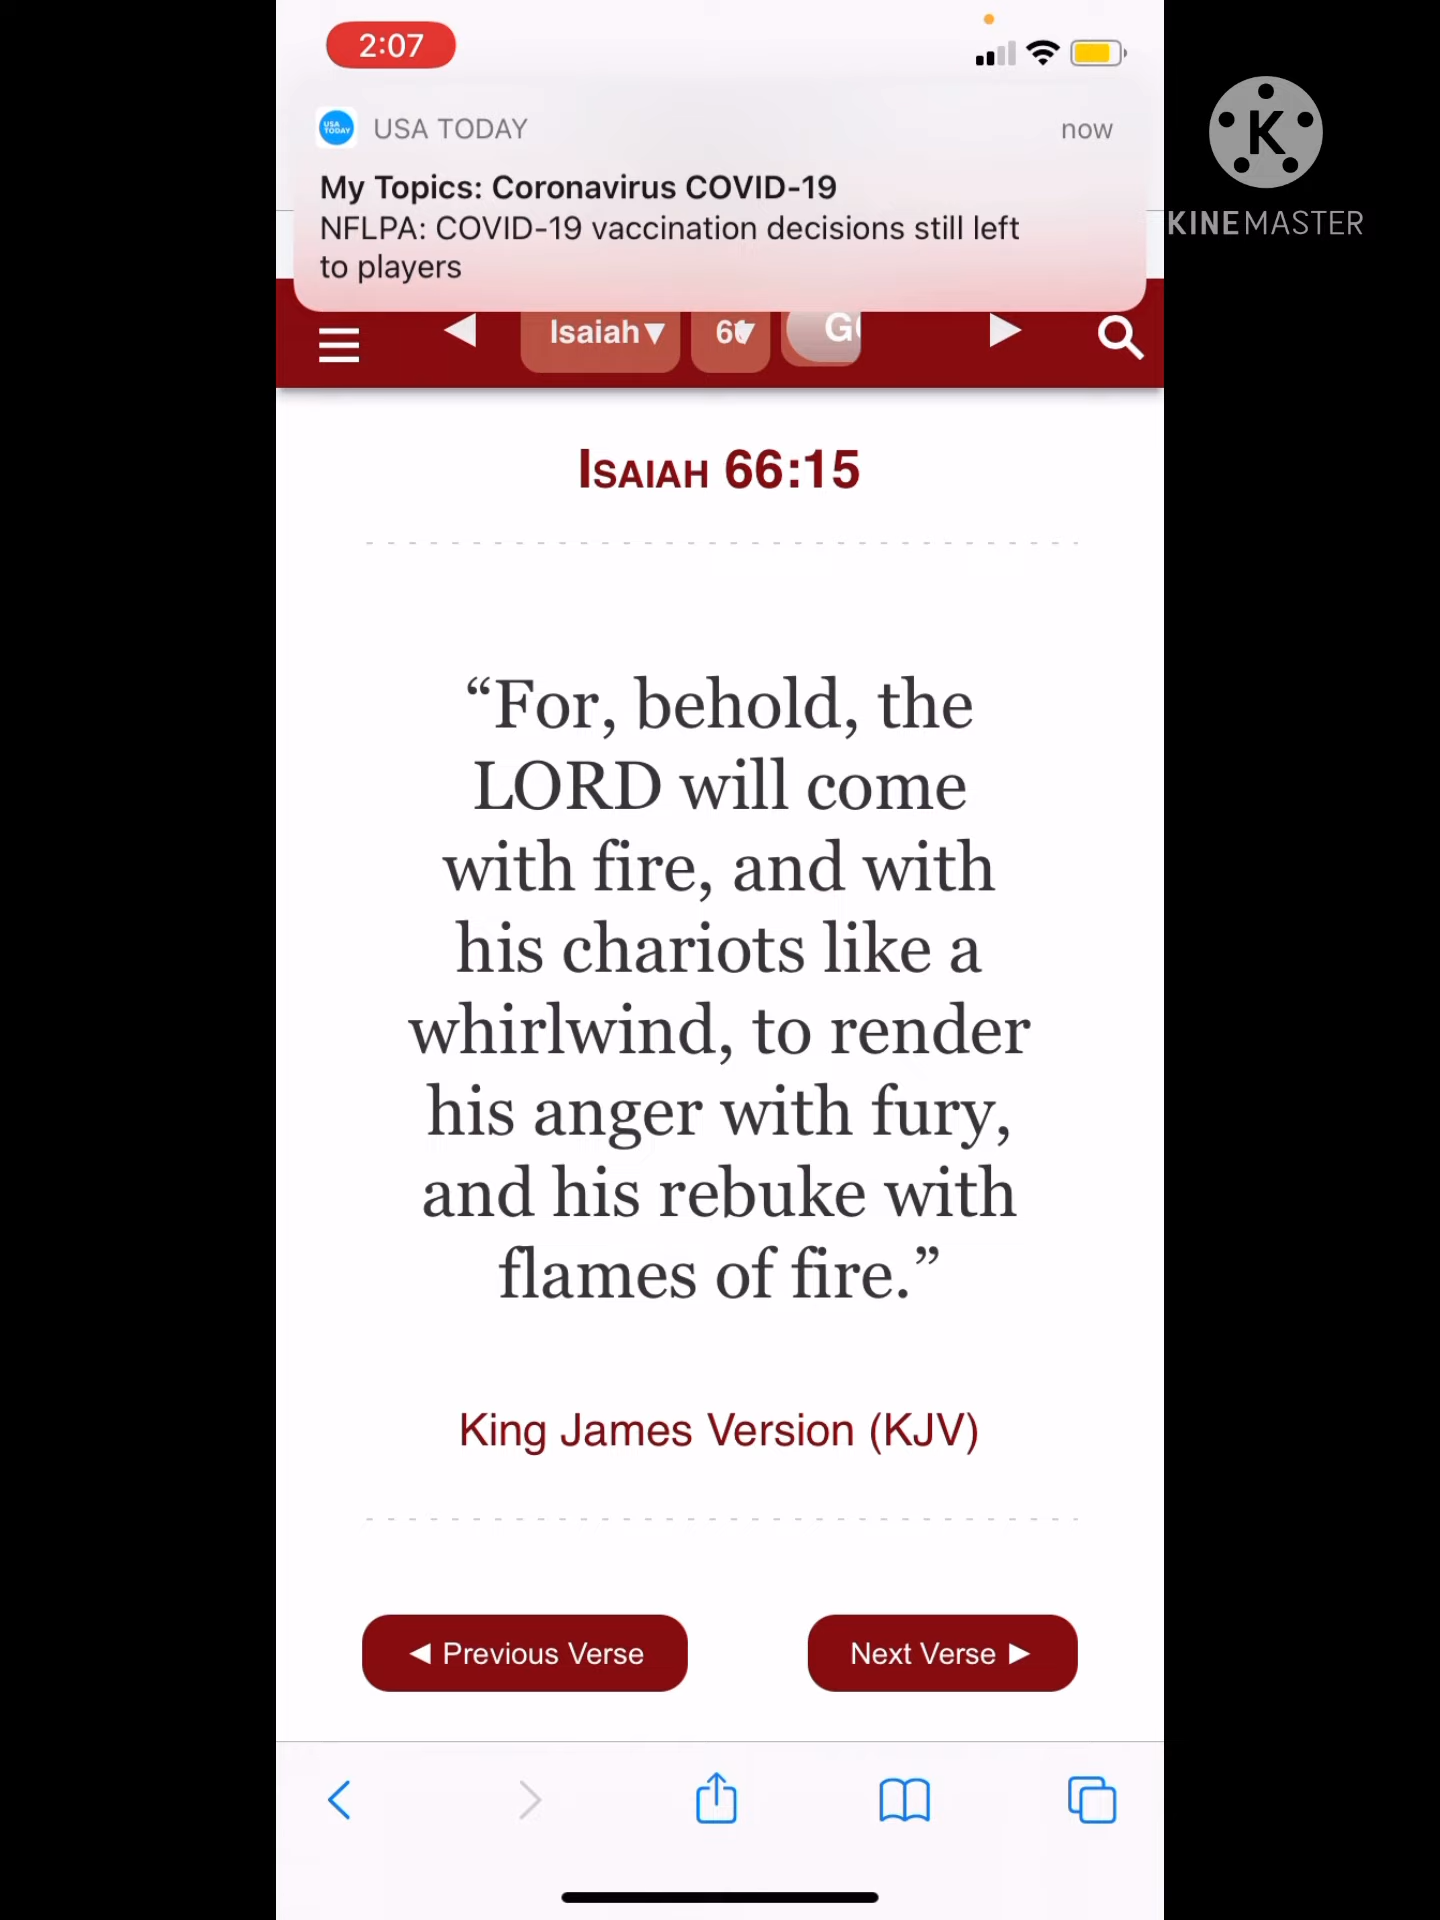 2:07
USA TODAY
USA TODAY
now
My Topics: Coronavirus COVID-19
NFLPA: COVID-19 vaccination decisions still left
to players
K
KINEMASTER
Isaiah
ISAIAH 66:15
“For, behold, the
LORD will come
with fire, and with
his chariots like a
whirlwind, to render
his anger with fury,
and his rebuke with
flames of fire.”
King James Version (KJV)
◀ Previous Verse
Next Verse ▶